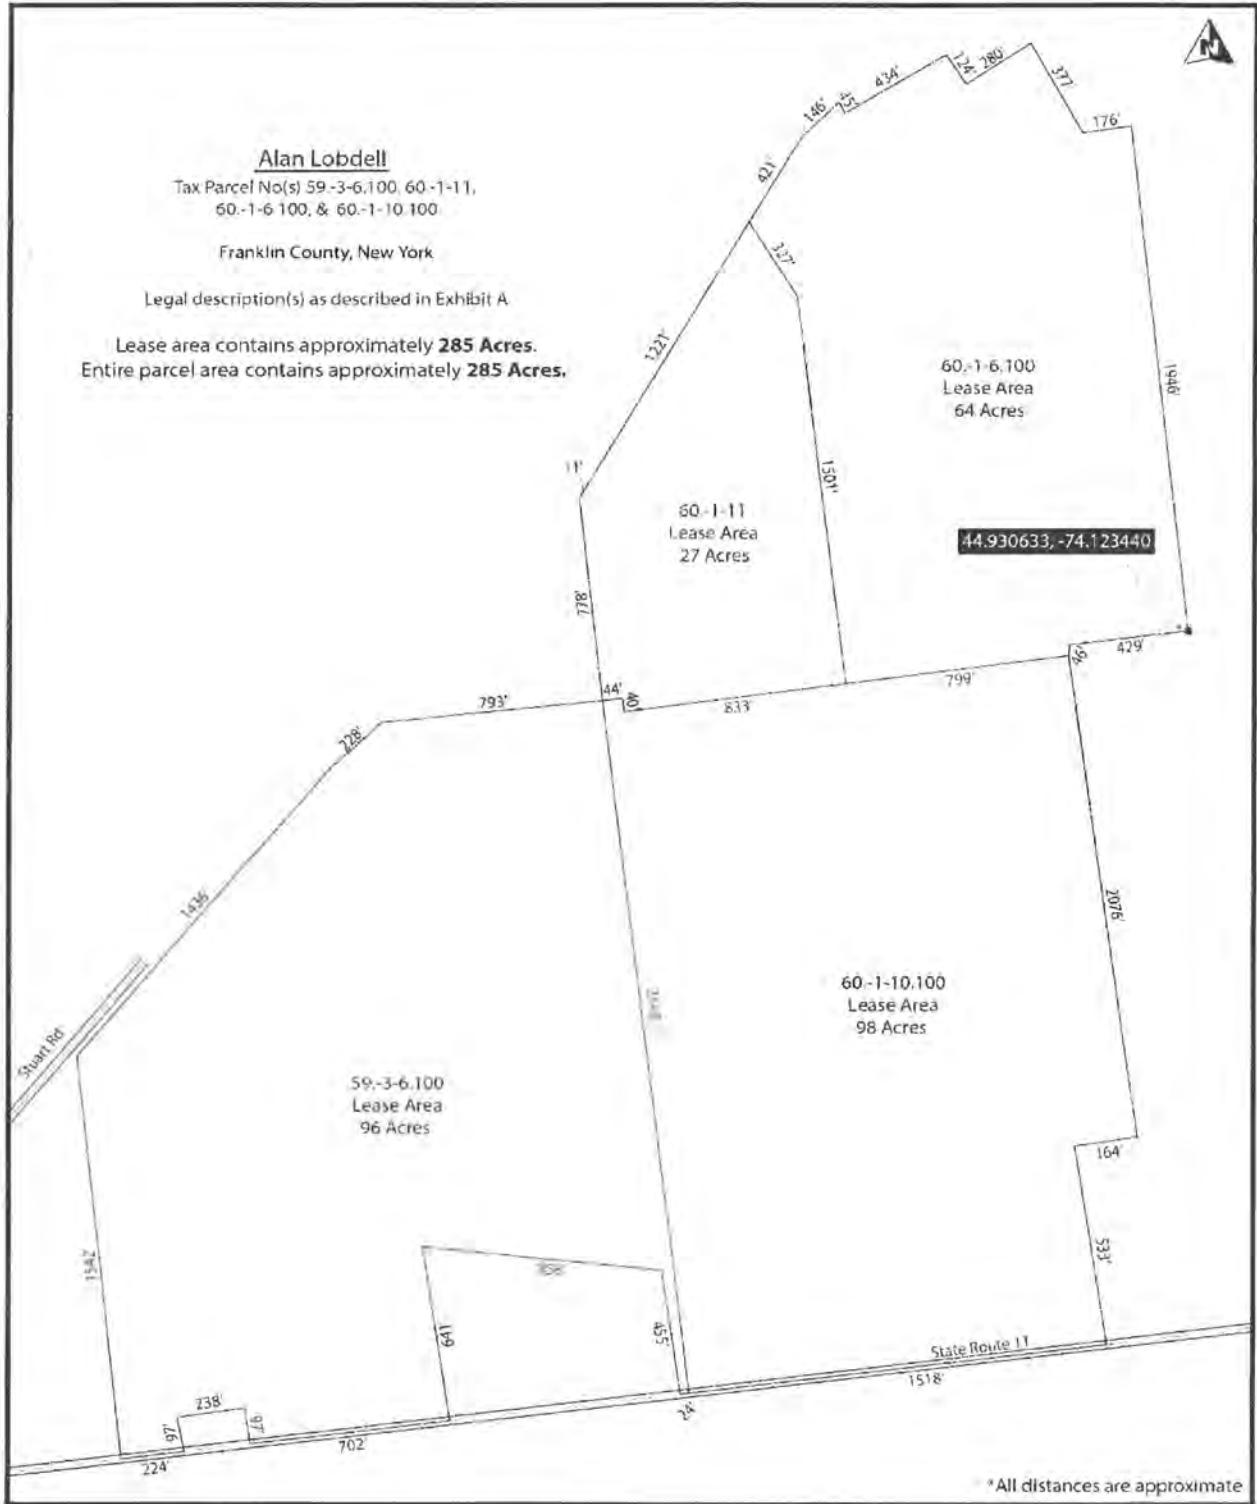 N
Alan Lobdell
Tax Parcel No(s) 59.-3-6.100, 60.-1-11,
60.-1-6.100, & 60.-1-10.100
Franklin County, New York
Legal description(s) as described in Exhibit A
Lease area contains approximately 285 Acres.
Entire parcel area contains approximately 285 Acres.
146'
45'
434'
124'
280'
377'
176'
421'
327'
1221'
60.-1-6.100
Lease Area
64 Acres
1946'
11'
1501'
60.-1-11
Lease Area
27 Acres
44.930633, -74.123440
778'
429'
46'
799'
833'
44'
40'
793'
228'
1436'
2076'
Stuart Rd
60.-1-10.100
Lease Area
98 Acres
59.-3-6.100
Lease Area
96 Acres
164'
1542'
533'
641'
455'
State Route 11
1518'
24'
238'
97'
97'
702'
224'
*All distances are approximate